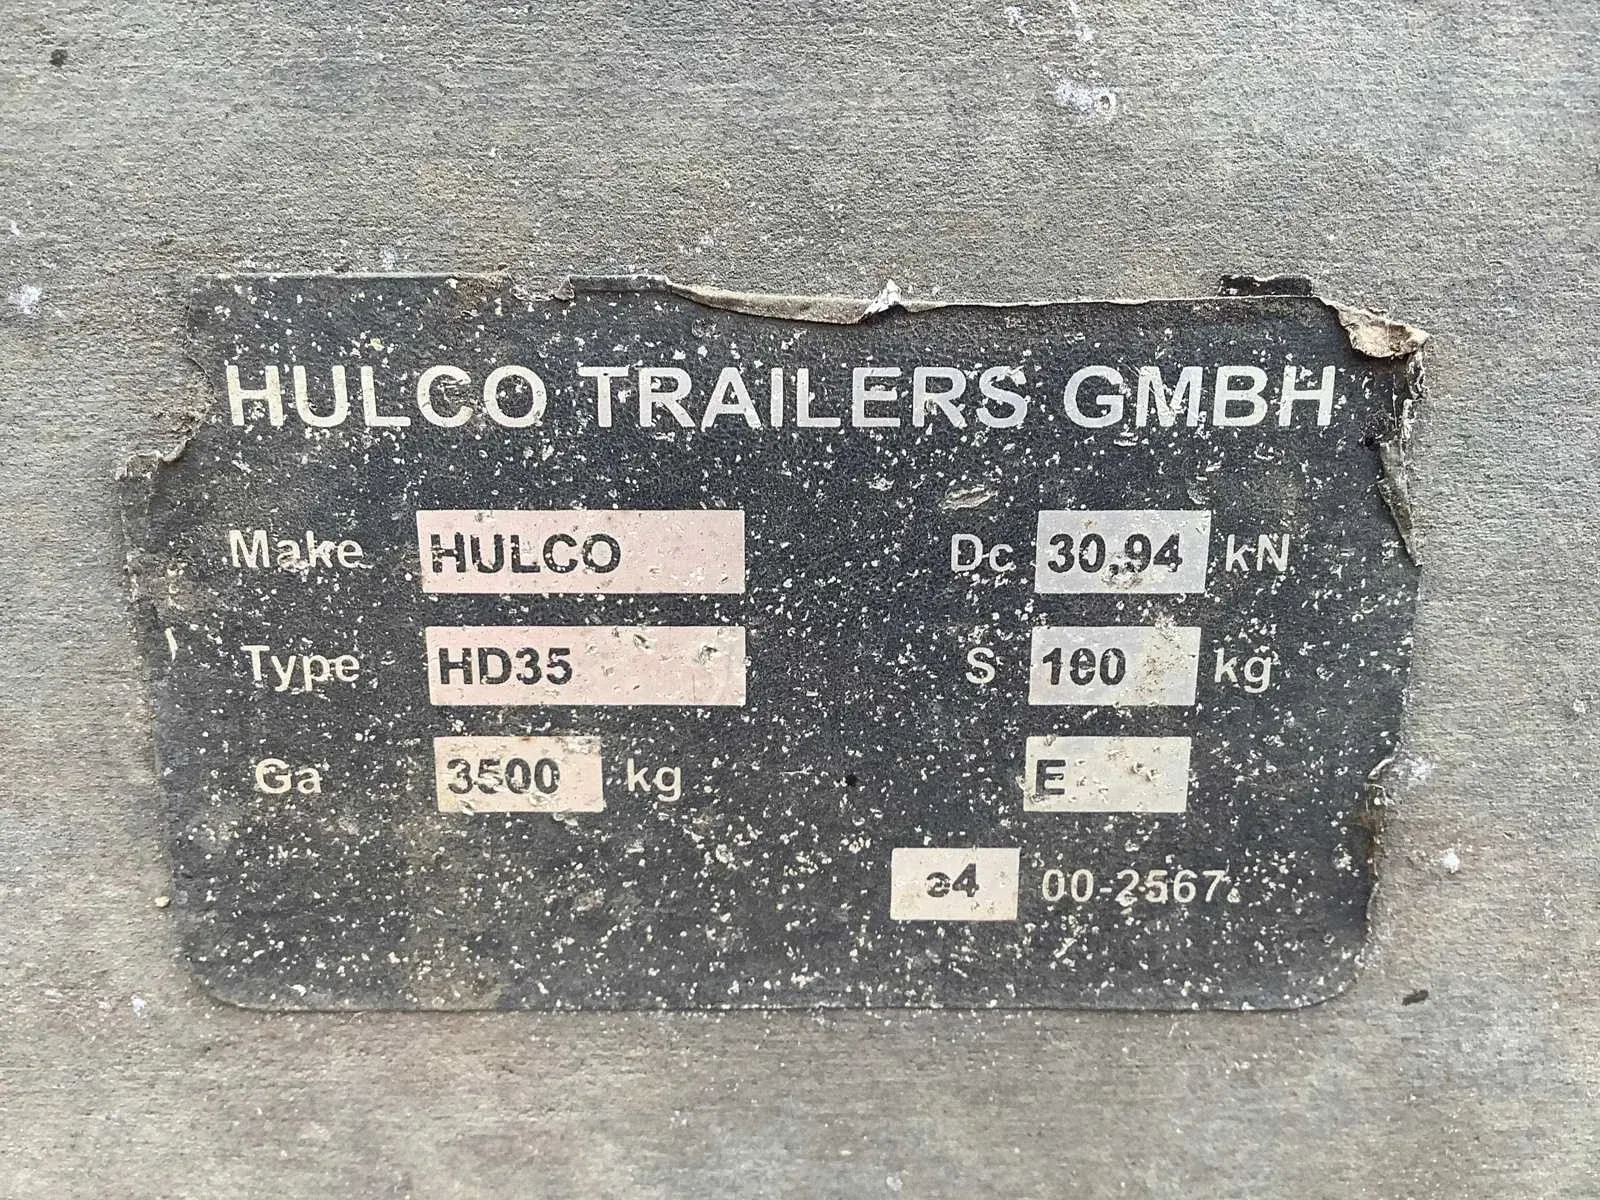 HULCO TRAILERS GMBH
Make HULCO Dc 30,94 kN
Type HD35 S 100 kg
Ga 3500 kg E
e4 00-2567